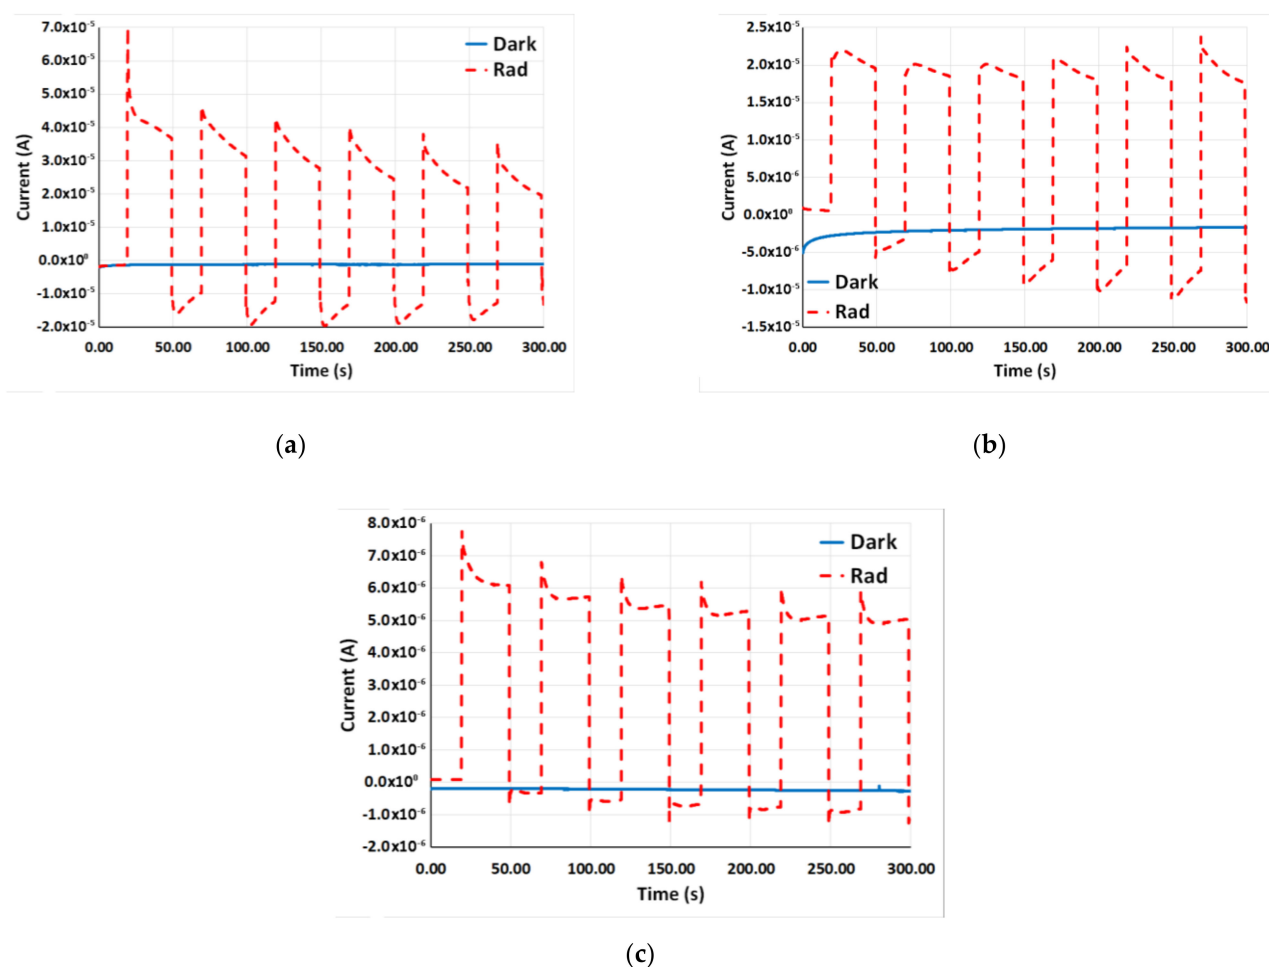 7.0x10⁻⁵
6.0x10⁻⁵
5.0x10⁻⁵
4.0x10⁻⁵
3.0x10⁻⁵
2.0x10⁻⁵
1.0x10⁻⁵
0.0x10⁰
-1.0x10⁻⁵
-2.0x10⁻⁵
Current (A)
Dark
Rad
0.00 50.00 100.00 150.00 200.00 250.00 300.00
Time (s)
(a)
2.5x10⁻⁵
2.0x10⁻⁵
1.5x10⁻⁵
1.0x10⁻⁵
5.0x10⁻⁶
0.0x10⁰
-5.0x10⁻⁶
-1.0x10⁻⁵
-1.5x10⁻⁵
Current (A)
Dark
Rad
0.00 50.00 100.00 150.00 200.00 250.00 300.00
Time (s)
(b)
8.0x10⁻⁶
7.0x10⁻⁶
6.0x10⁻⁶
5.0x10⁻⁶
4.0x10⁻⁶
3.0x10⁻⁶
2.0x10⁻⁶
1.0x10⁻⁶
0.0x10⁰
-1.0x10⁻⁶
-2.0x10⁻⁶
Current (A)
Dark
Rad
0.00 50.00 100.00 150.00 200.00 250.00 300.00
Time (s)
(c)